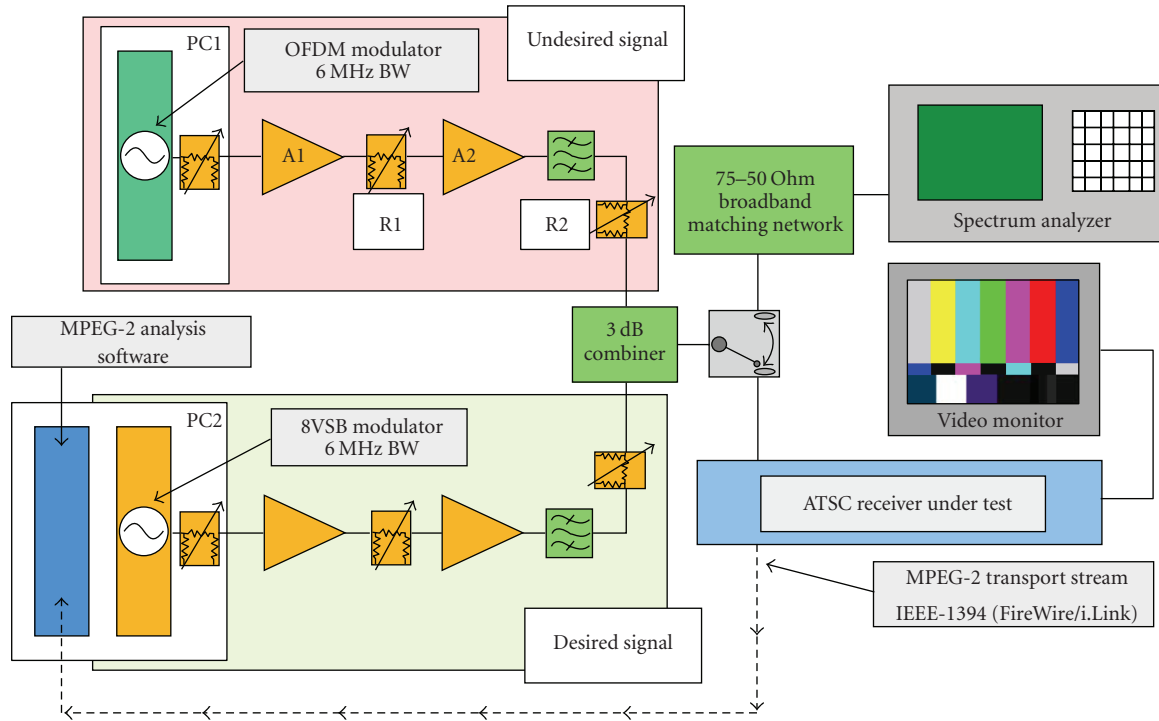 PC1
OFDM modulator
6 MHz BW
Undesired signal
A1
A2
R1
R2
75–50 Ohm
broadband
matching network
Spectrum analyzer
MPEG-2 analysis
software
3 dB
combiner
Video monitor
PC2
8VSB modulator
6 MHz BW
ATSC receiver under test
MPEG-2 transport stream
IEEE-1394 (FireWire/i.Link)
Desired signal